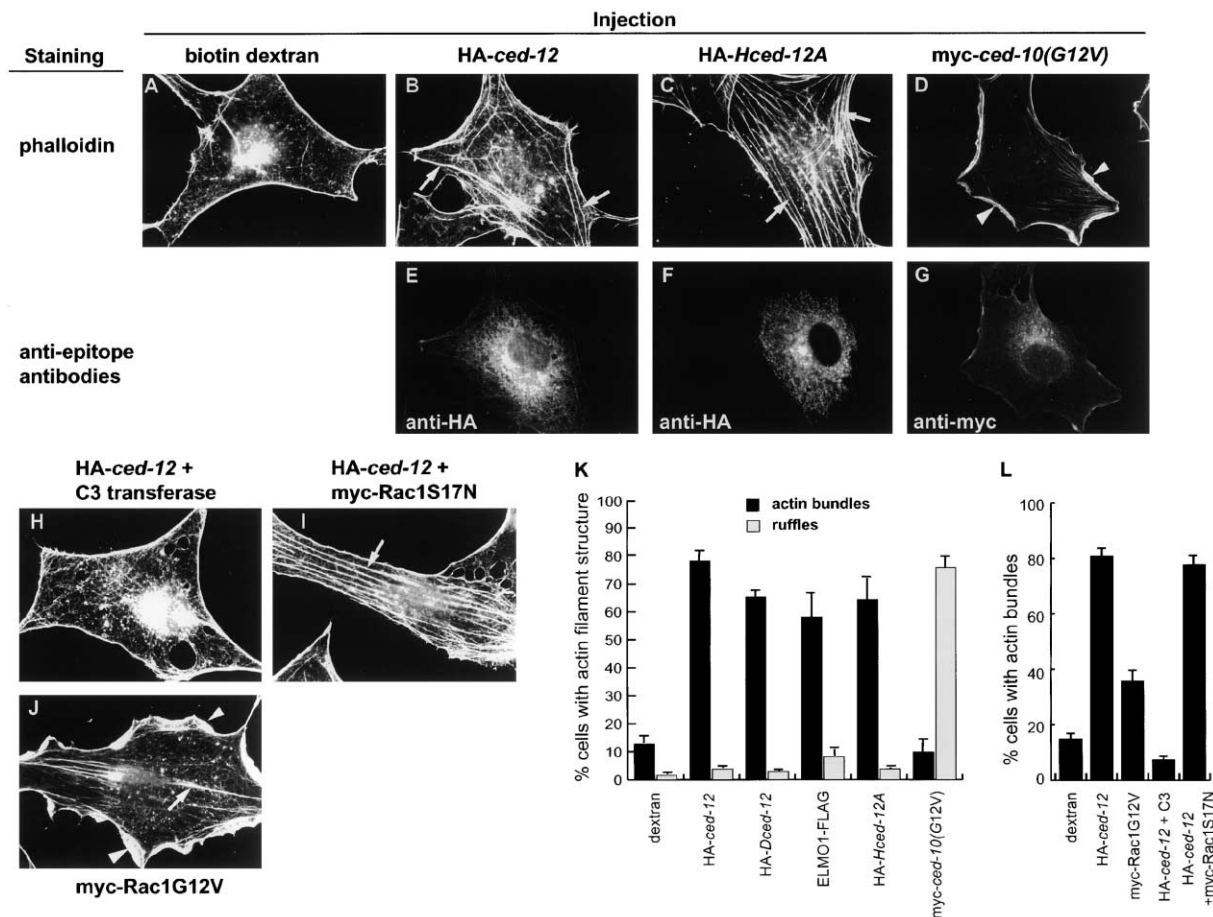 Injection
Staining
biotin dextran
HA-ced-12
HA-Hced-12A
myc-ced-10(G12V)
phalloidin
A
B
C
D
anti-epitope
antibodies
E
anti-HA
F
anti-HA
G
anti-myc
HA-ced-12 +
C3 transferase
HA-ced-12 +
myc-Rac1S17N
H
I
J
myc-Rac1G12V
K
% cells with actin filament structure
100
90
80
70
60
50
40
30
20
10
0
actin bundles
ruffles
dextran
HA-ced-12
HA-Dced-12
ELMO1-FLAG
HA-Hced-12A
myc-ced-10(G12V)
L
% cells with actin bundles
100
80
60
40
20
0
dextran
HA-ced-12
myc-Rac1G12V
HA-ced-12 + C3
HA-ced-12
+myc-Rac1S17N